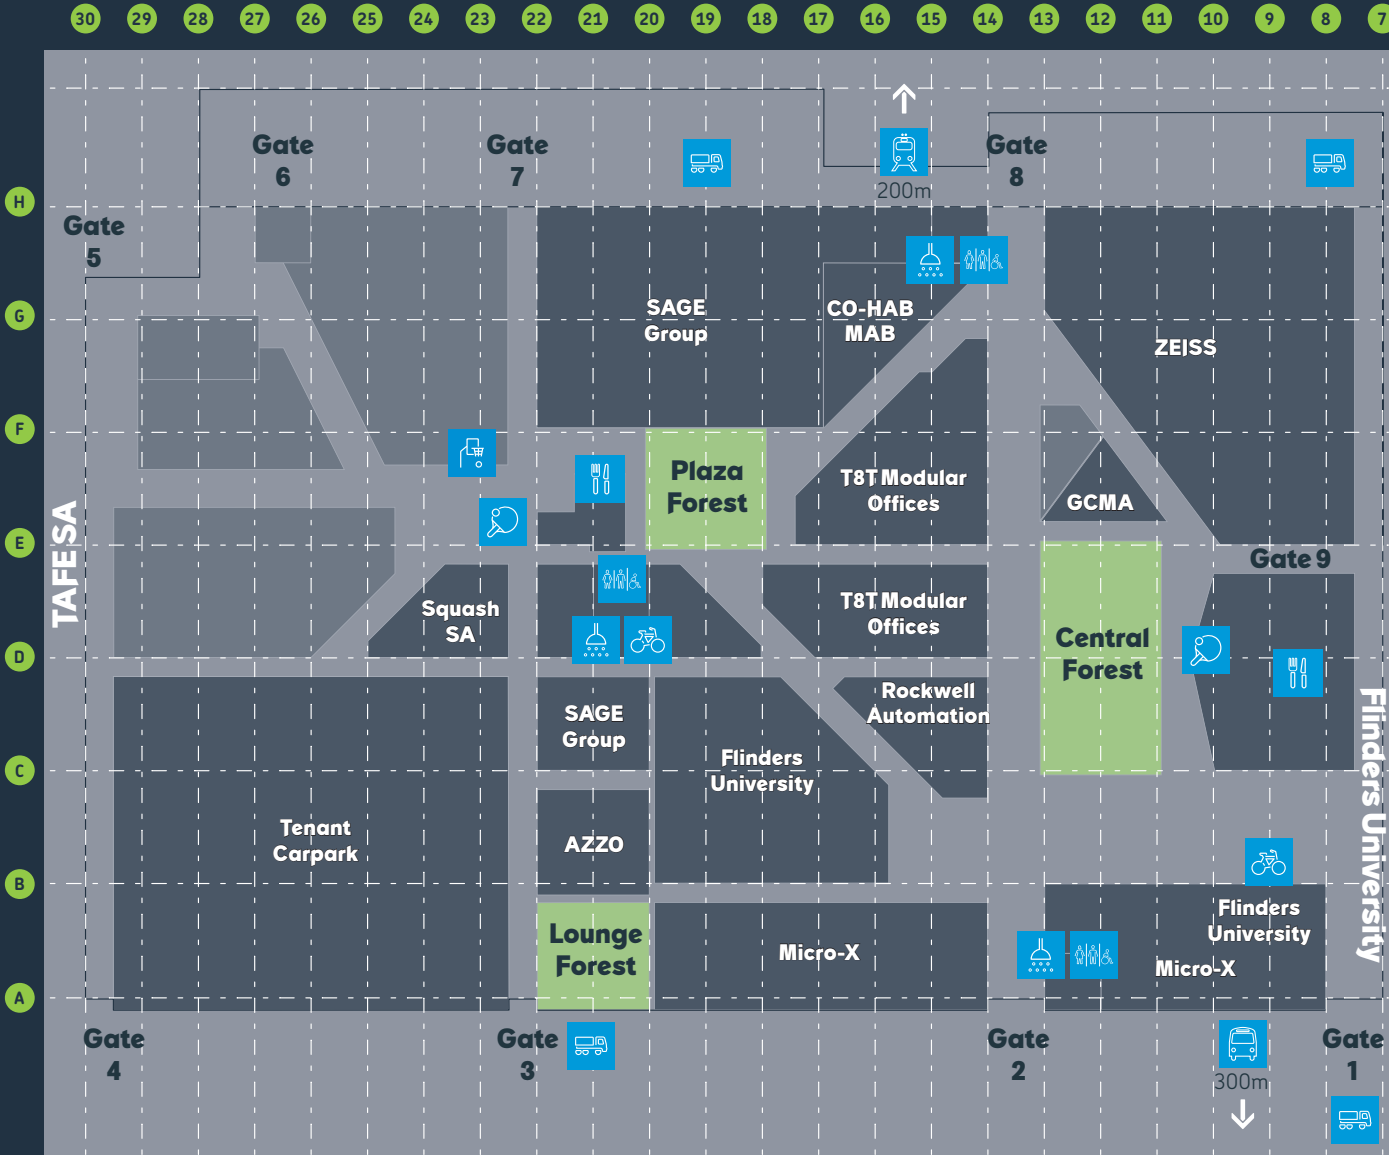 30 29 28 27 26 25 24 23 22 21 20 19 18 17 16 15 14 13 12 11 10 9 8 7
Gate
6
Gate
7
200m
Gate
8
H
Gate
5
G
SAGE
Group
CO-HAB
MAB
ZEISS
F
Plaza
Forest
T8T Modular
Offices
GCMA
E
Gate 9
TAFE SA
Squash
SA
T8T Modular
Offices
Central
Forest
D
SAGE
Group
Rockwell
Automation
Flinders
University
Flinders University
C
Tenant
Carpark
AZZO
B
Lounge
Forest
Micro-X
Flinders
University
Micro-X
A
Gate
4
Gate
3
Gate
2
Gate
1
300m